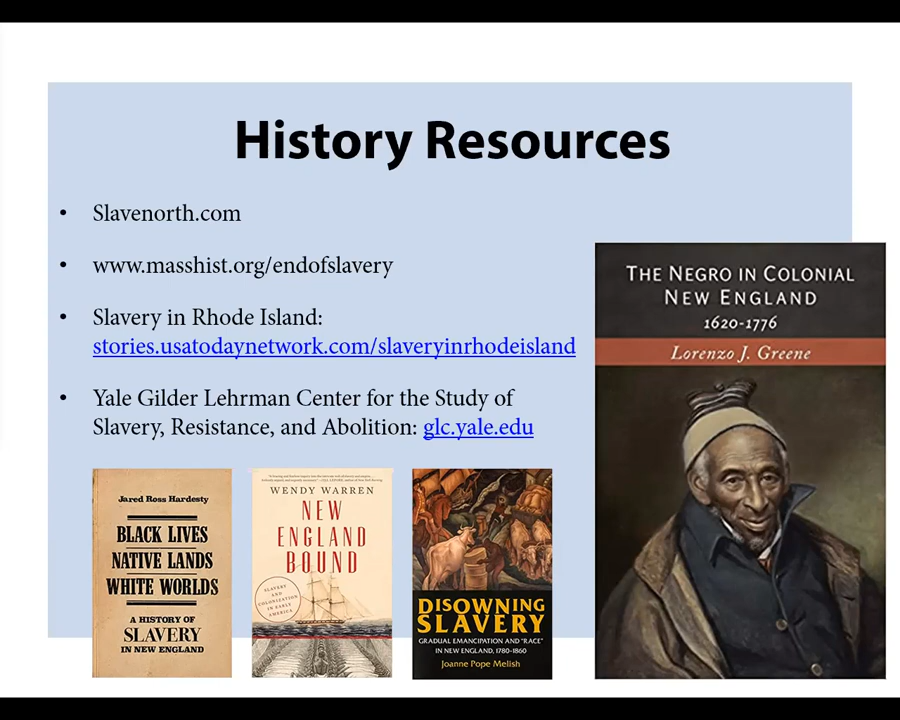 History Resources
• Slavenorth.com
• www.masshist.org/endofslavery
• Slavery in Rhode Island:
stories.usatodaynetwork.com/slaveryinrhodeisland
• Yale Gilder Lehrman Center for the Study of
Slavery, Resistance, and Abolition: glc.yale.edu
THE NEGRO IN COLONIAL
NEW ENGLAND
1620-1776
Lorenzo J. Greene
Jared Ross Hardesty
BLACK LIVES
NATIVE LANDS
WHITE WORLDS
A HISTORY OF
SLAVERY
IN NEW ENGLAND
WENDY WARREN
NEW
ENGLAND
BOUND
SLAVERY
AND
COLONIZATION
IN EARLY
AMERICA
DISOWNING
SLAVERY
GRADUAL EMANCIPATION AND "RACE"
IN NEW ENGLAND, 1780-1860
Joanne Pope Melish